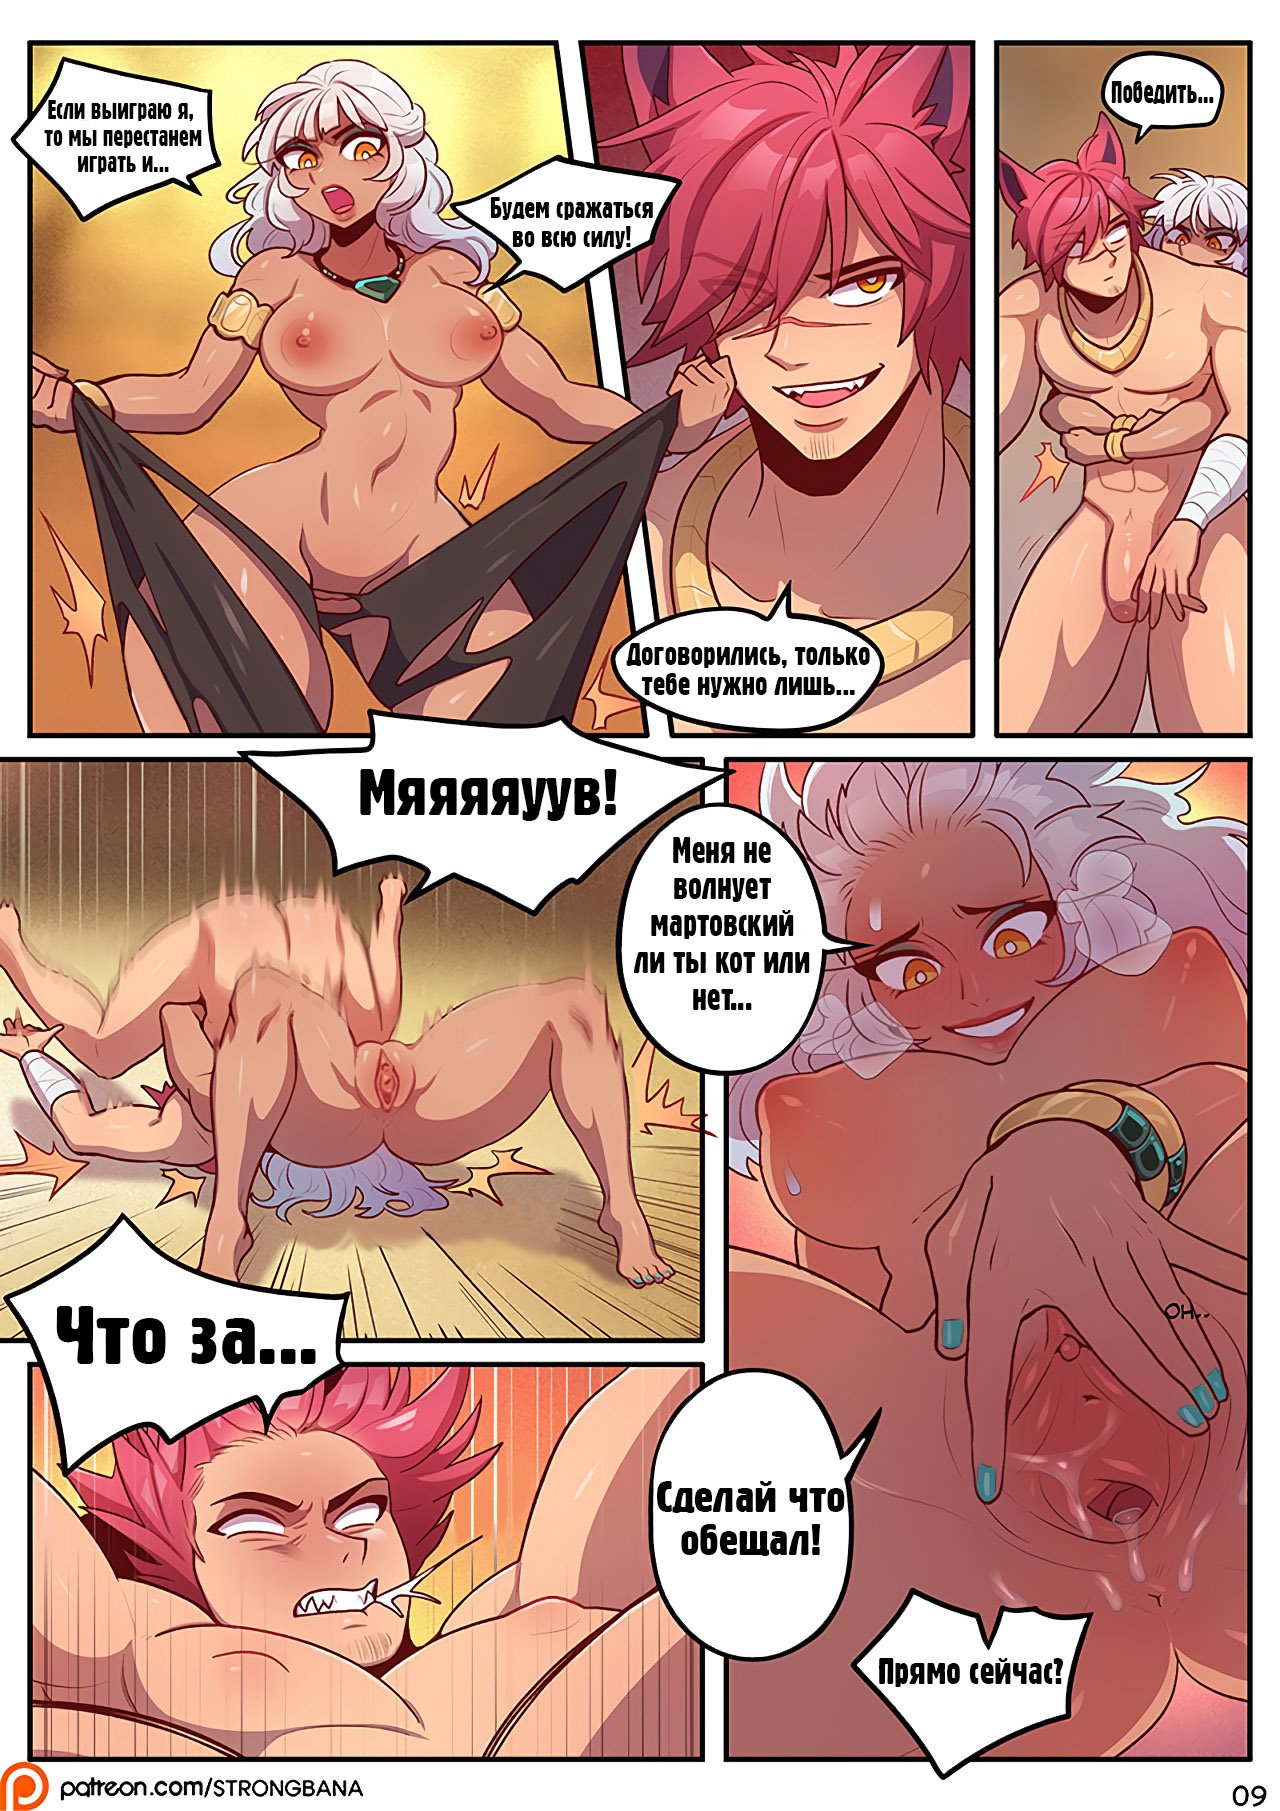 Если выиграю я,
то мы перестанем
играть и...
Будем сражаться
во всю силу!
Договорились, только
тебе нужно лишь...
Победить...
Мяяяяуув!
Меня не
волнует
мартовский
ли ты кот или
нет...
Что за...
Он..
Сделай что
обещал!
Прямо сейчас?
patreon.com/STRONGBANA
09